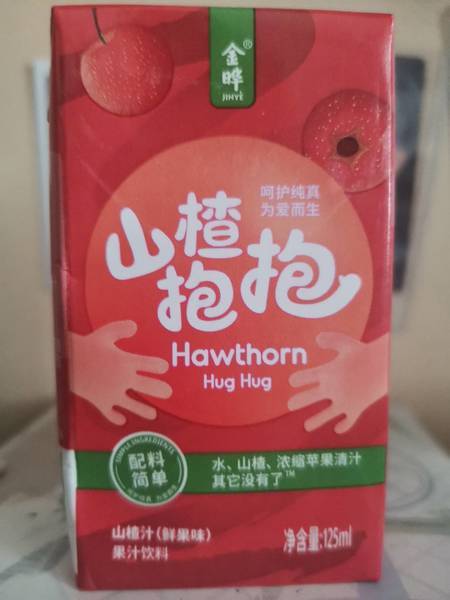 金晔®
JINYE
呵护纯真
为爱而生
山楂
抱抱
Hawthorn
Hug Hug
SIMPLE INGREDIENTS
配料
简单
水、山楂、浓缩苹果清汁
其它没有了™
山楂汁(鲜果味)
果汁饮料
净含量:125ml